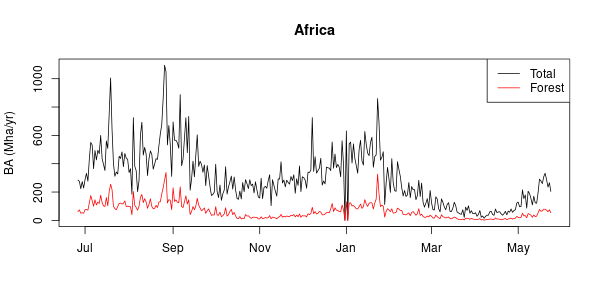 Africa
Total
Forest
BA (Mha/yr)
1000
600
200
0
Jul Sep Nov Jan Mar May